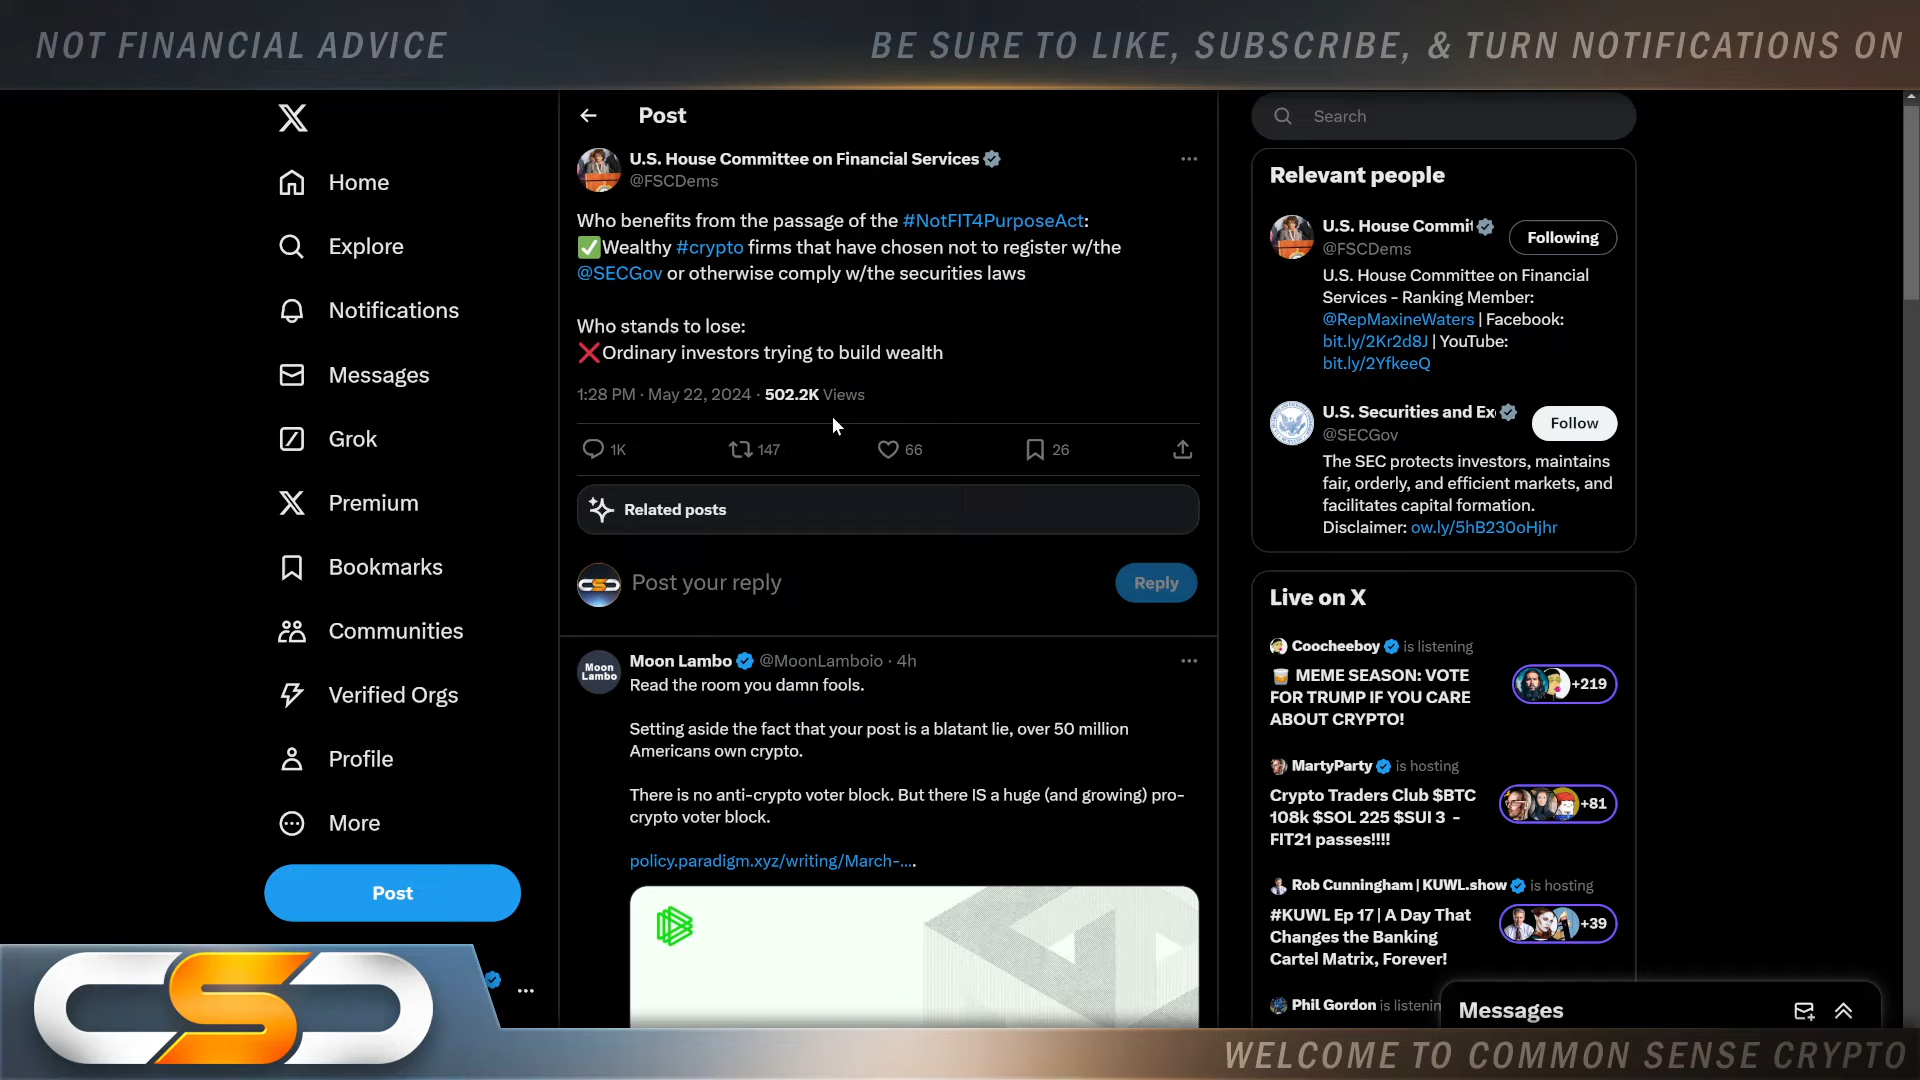 NOT FINANCIAL ADVICE
BE SURE TO LIKE, SUBSCRIBE, & TURN NOTIFICATIONS ON
Home
Explore
Notifications
Messages
Grok
Premium
Bookmarks
Communities
Verified Orgs
Profile
More
Post
Post
U.S. House Committee on Financial Services
@FSCDems
Who benefits from the passage of the #NotFIT4PurposeAct:
✅Wealthy #crypto firms that have chosen not to register w/the
@SECGov or otherwise comply w/the securities laws
Who stands to lose:
❌Ordinary investors trying to build wealth
1:28 PM · May 22, 2024 · 502.2K Views
1K
147
66
26
Related posts
Post your reply
Reply
Moon Lambo
Moon Lambo @MoonLamboio · 4h
Read the room you damn fools.
Setting aside the fact that your post is a blatant lie, over 50 million
Americans own crypto.
There is no anti-crypto voter block. But there IS a huge (and growing) pro-
crypto voter block.
policy.paradigm.xyz/writing/March-....
Search
Relevant people
U.S. House Commit
@FSCDems
Following
U.S. House Committee on Financial
Services - Ranking Member:
@RepMaxineWaters | Facebook:
bit.ly/2Kr2d8J | YouTube:
bit.ly/2YfkeeQ
U.S. Securities and Ex
@SECGov
Follow
The SEC protects investors, maintains
fair, orderly, and efficient markets, and
facilitates capital formation.
Disclaimer: ow.ly/5hB230oHjhr
Live on X
Coocheeboy is listening
🥃 MEME SEASON: VOTE
FOR TRUMP IF YOU CARE
ABOUT CRYPTO!
+219
MartyParty is hosting
Crypto Traders Club $BTC
108k $SOL 225 $SUI 3 -
FIT21 passes!!!!
+81
Rob Cunningham | KUWL.show is hosting
#KUWL Ep 17 | A Day That
Changes the Banking
Cartel Matrix, Forever!
+39
Phil Gordon is listenin
Messages
CSC
WELCOME TO COMMON SENSE CRYPTO